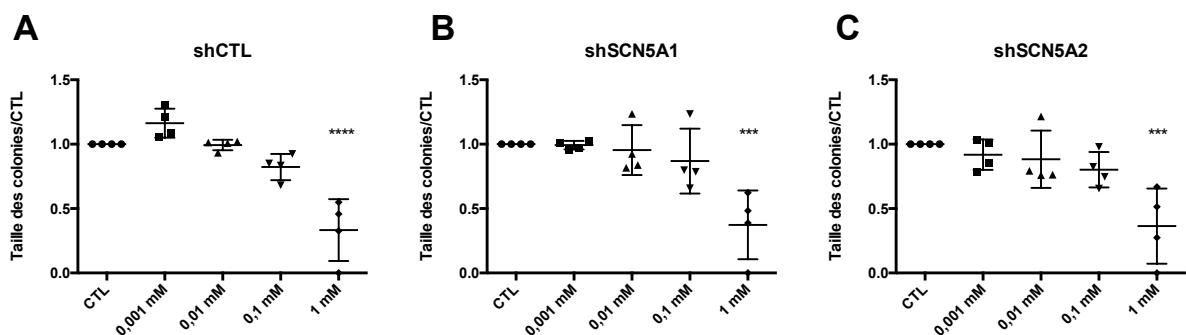 A
shCTL
Taille des colonies/CTL
1.5
1.0
0.5
0.0
****
CTL
0,001 mM
0,01 mM
0,1 mM
1 mM
B
shSCN5A1
Taille des colonies/CTL
1.5
1.0
0.5
0.0
***
CTL
0,001 mM
0,01 mM
0,1 mM
1 mM
C
shSCN5A2
Taille des colonies/CTL
1.5
1.0
0.5
0.0
***
CTL
0,001 mM
0,01 mM
0,1 mM
1 mM